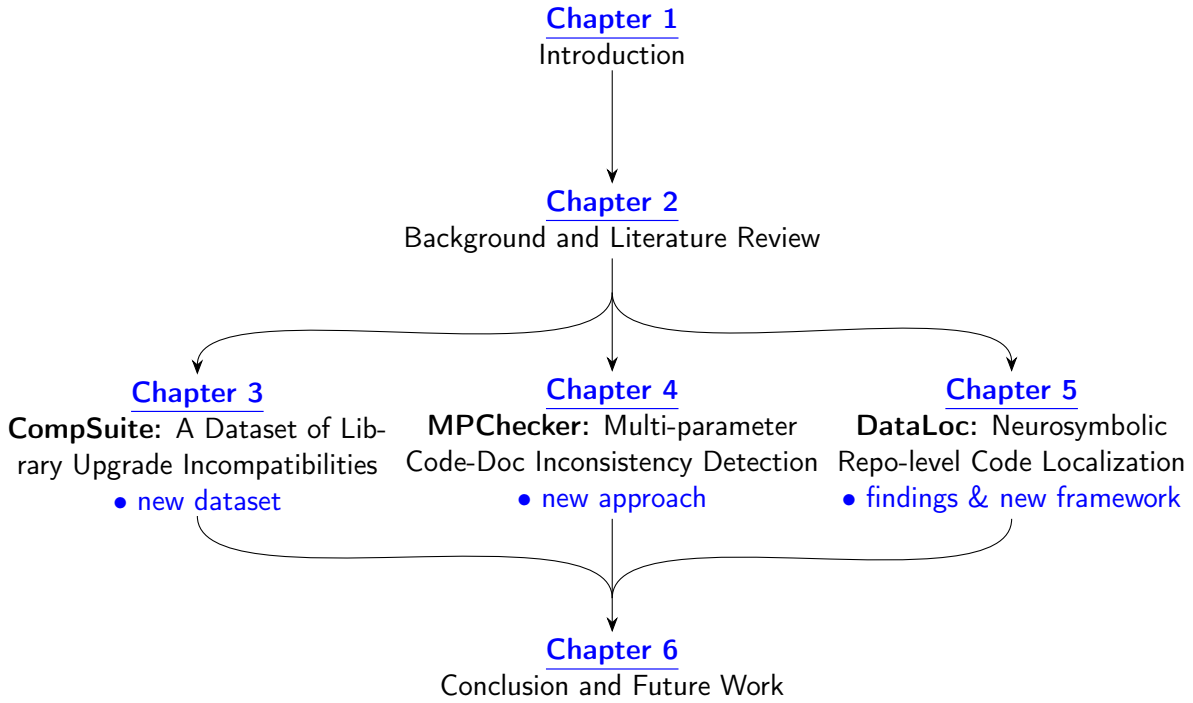 Chapter 1
Introduction
Chapter 2
Background and Literature Review
Chapter 3
CompSuite: A Dataset of Lib-
rary Upgrade Incompatibilities
• new dataset
Chapter 4
MPChecker: Multi-parameter
Code-Doc Inconsistency Detection
• new approach
Chapter 5
DataLoc: Neurosymbolic
Repo-level Code Localization
• findings & new framework
Chapter 6
Conclusion and Future Work